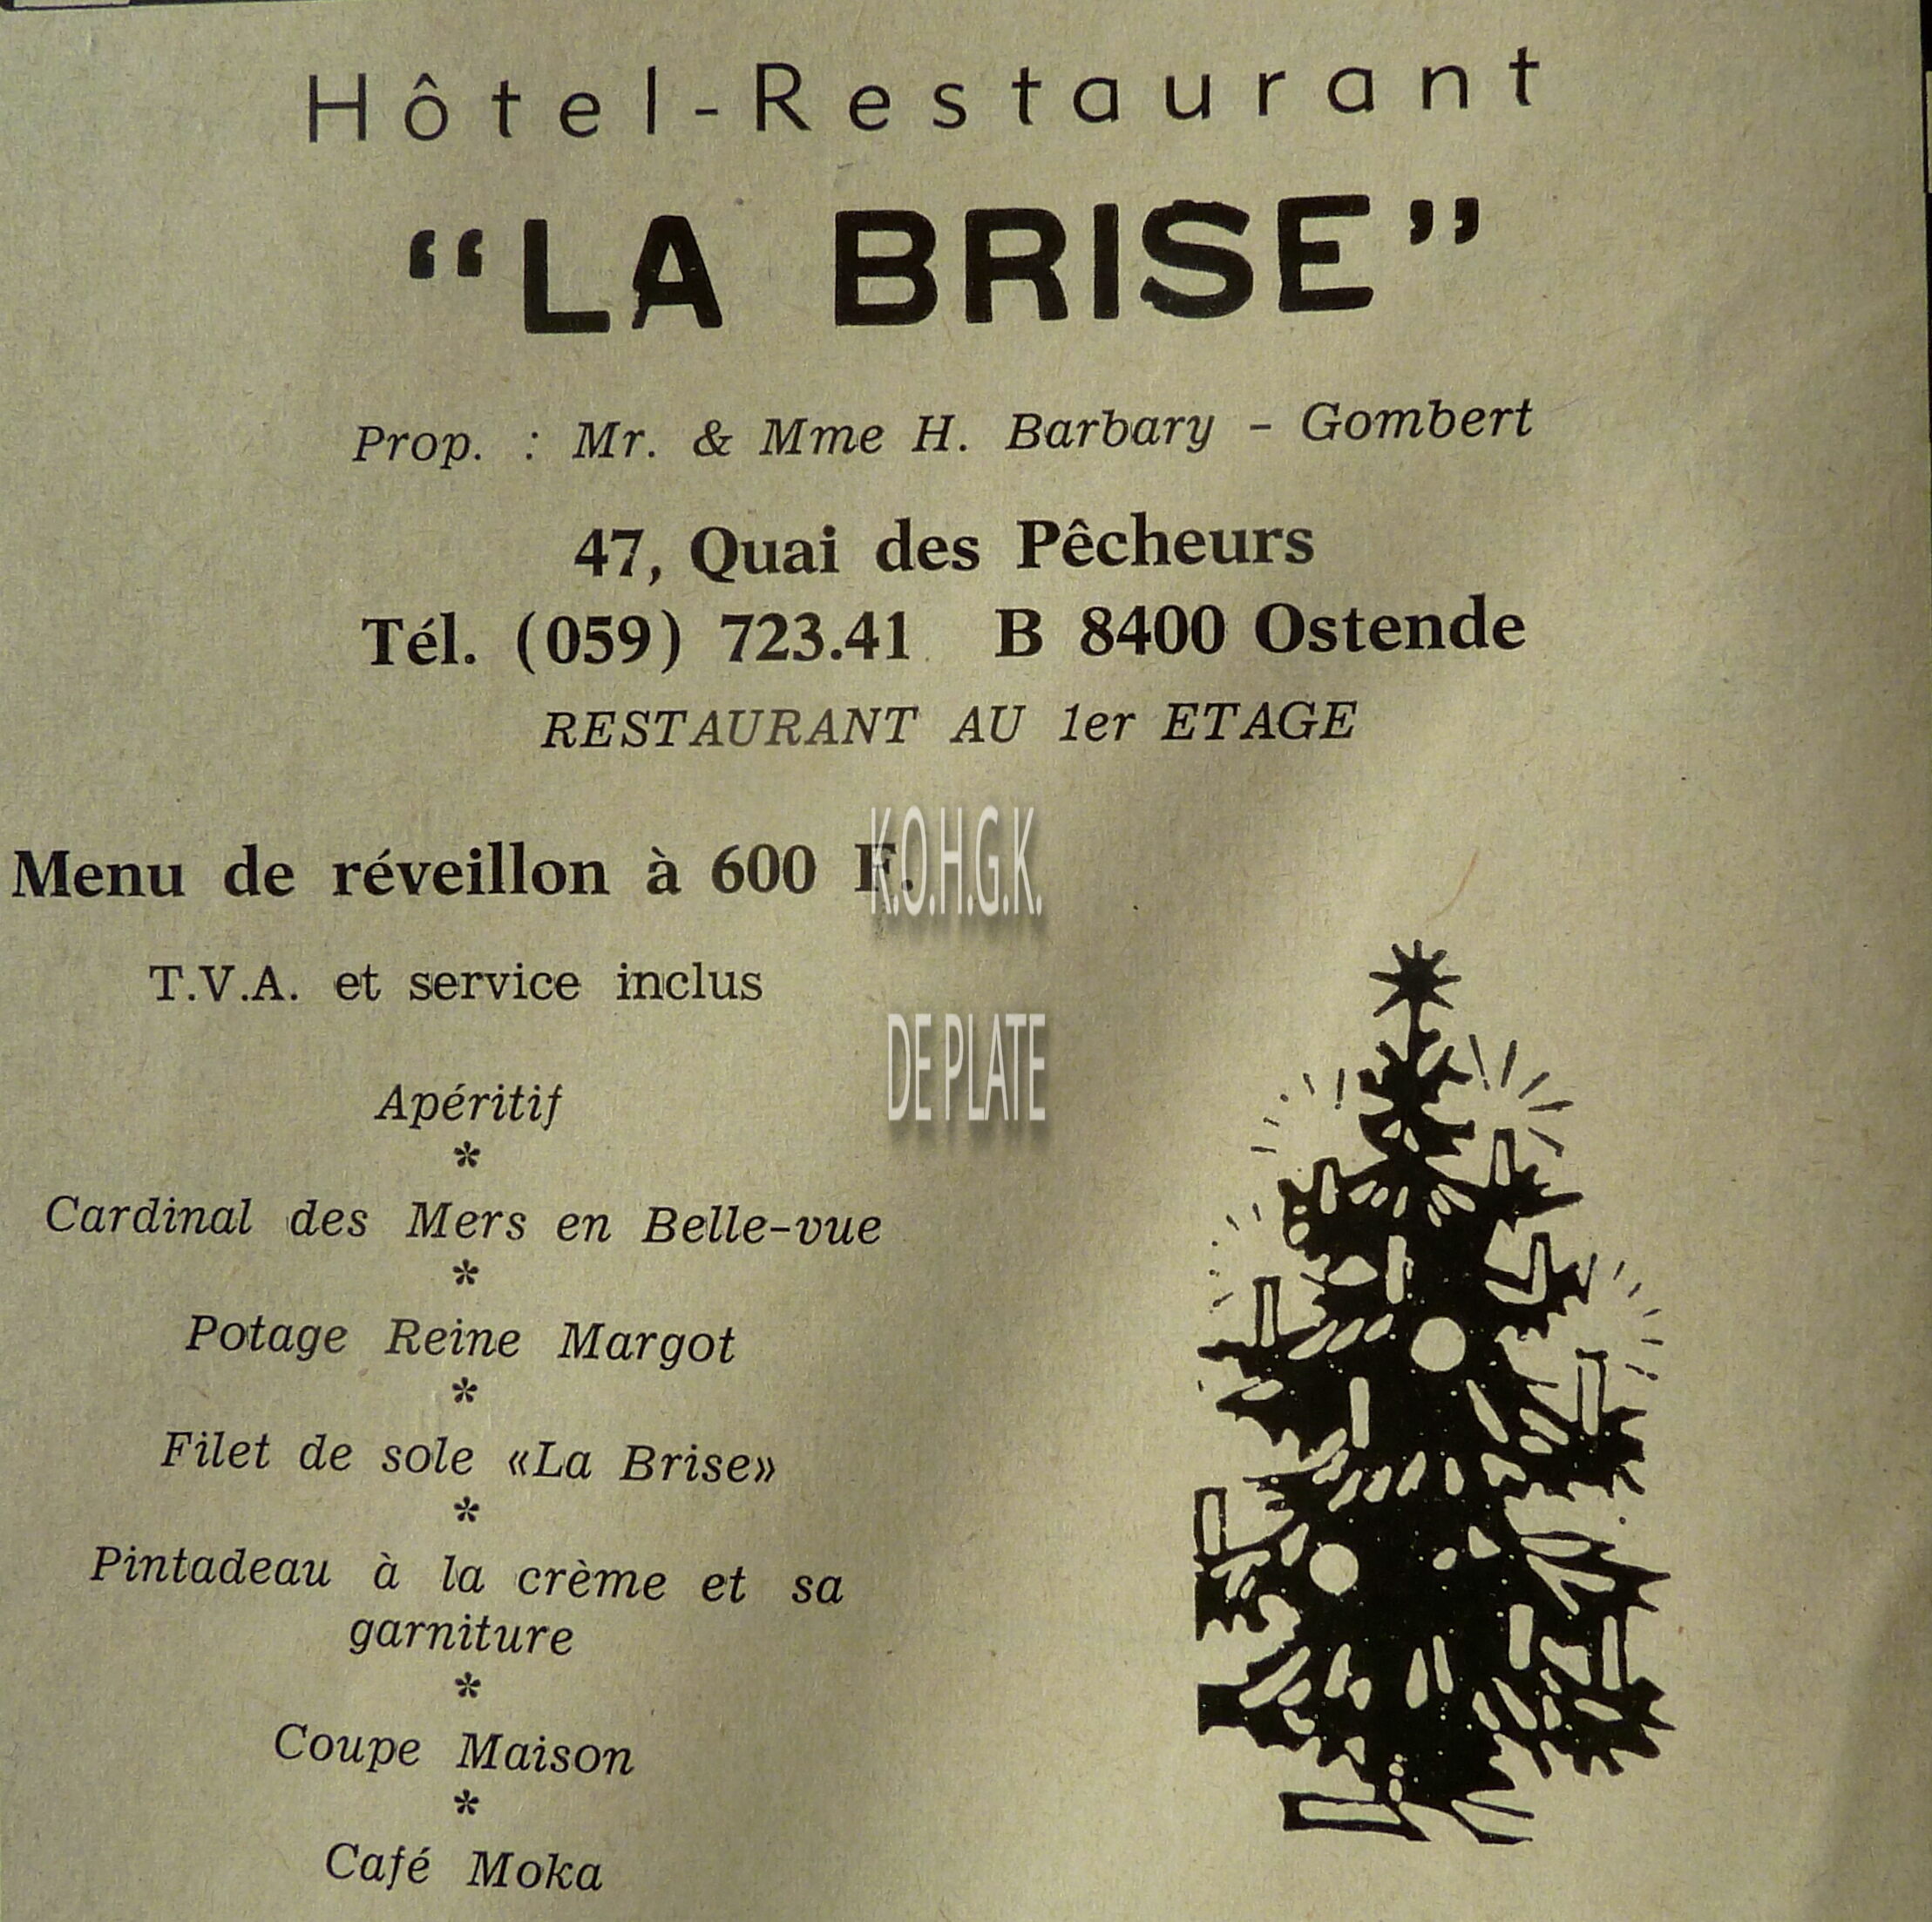 Hôtel-Restaurant
“LA BRISE”
Prop. : Mr. & Mme H. Barbary - Gombert
47, Quai des Pêcheurs
Tél. (059) 723.41 B 8400 Ostende
RESTAURANT AU 1er ETAGE
Menu de réveillon à 600 F.
K.O.H.G.K.
T.V.A. et service inclus
DE PLATE
Apéritif
*
Cardinal des Mers en Belle-vue
*
Potage Reine Margot
*
Filet de sole «La Brise»
*
Pintadeau à la crème et sa
garniture
*
Coupe Maison
*
Café Moka